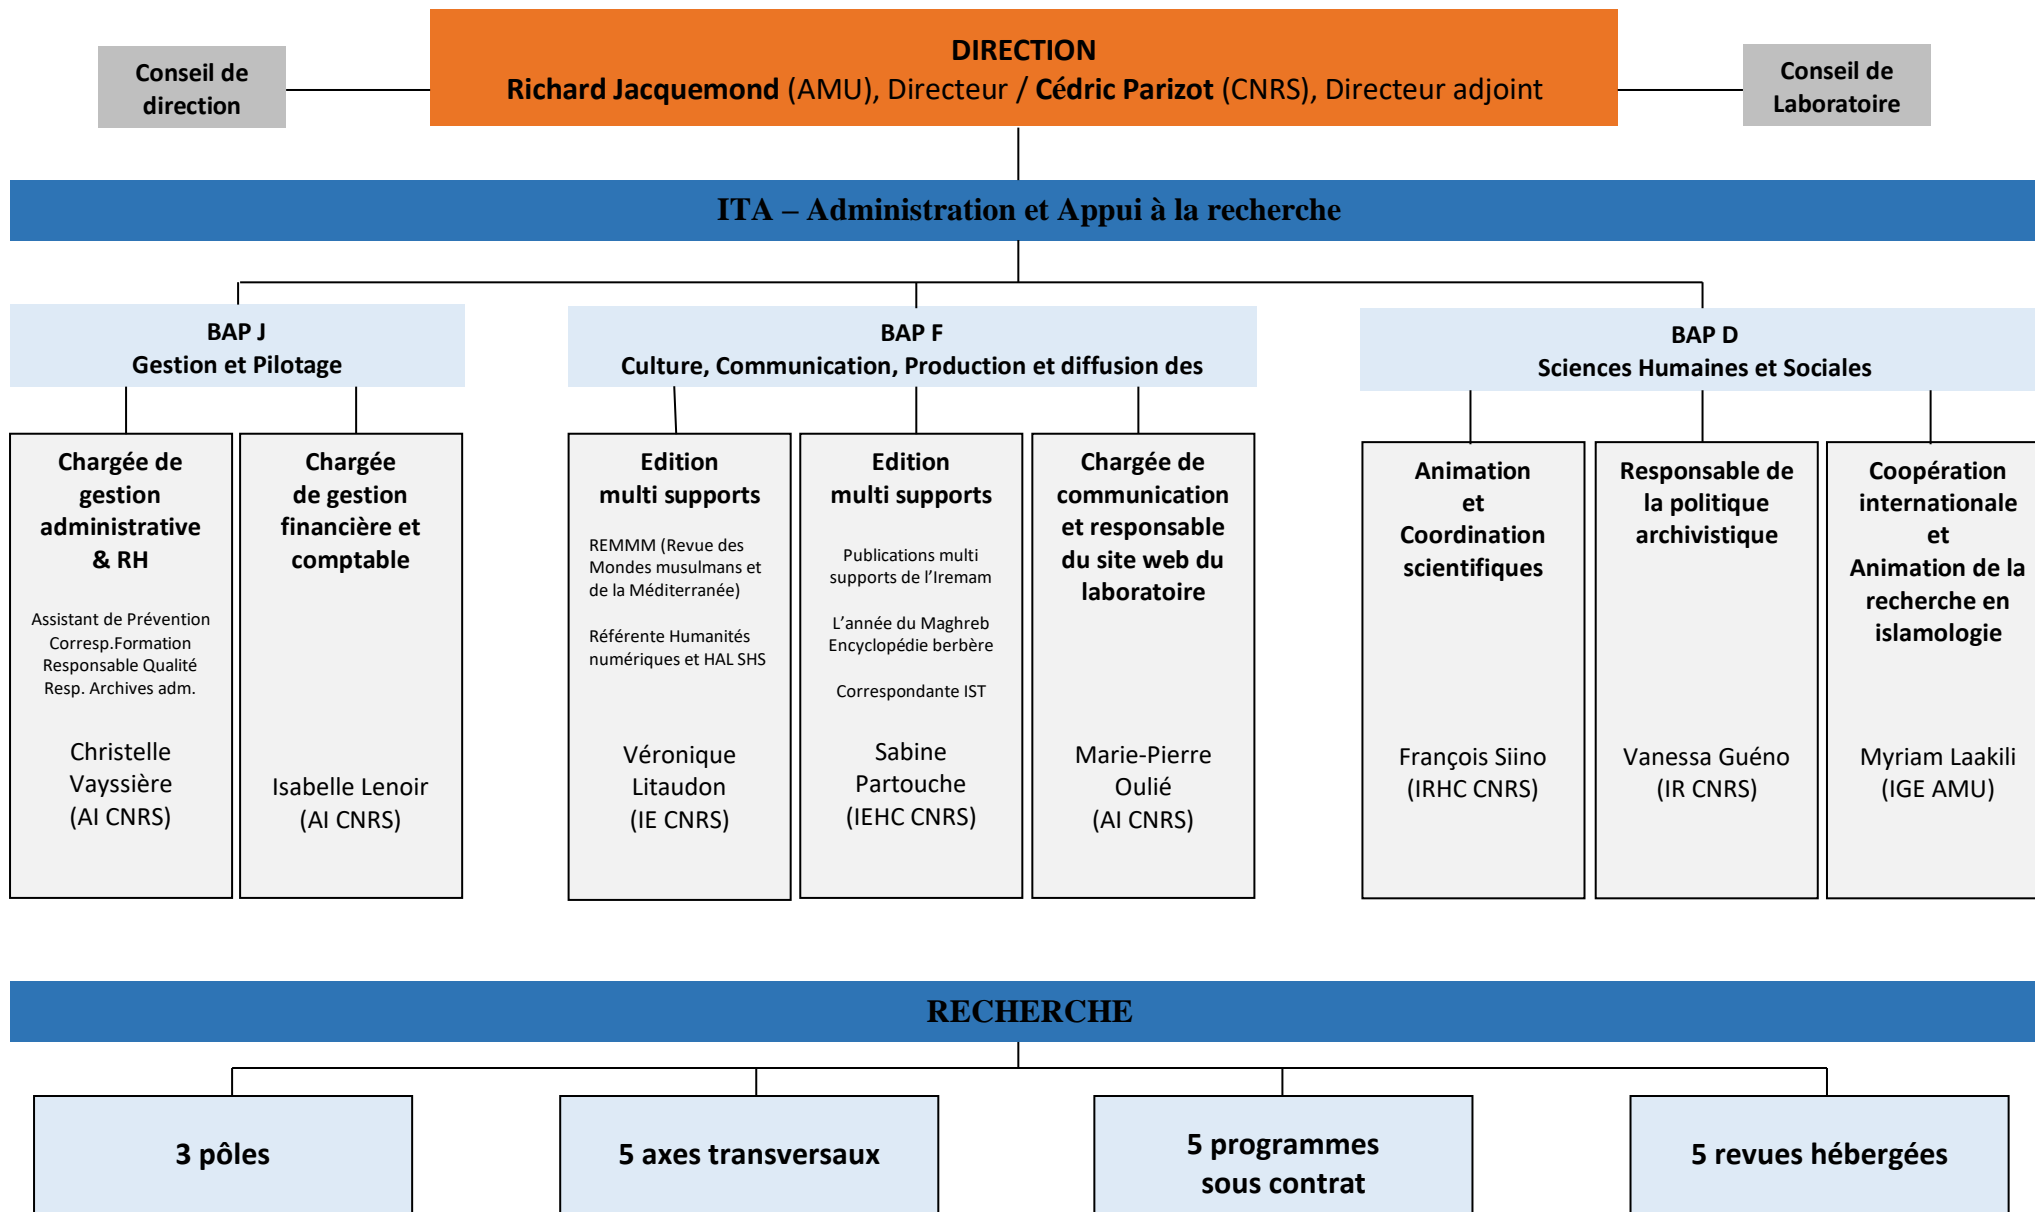 Conseil de
direction
DIRECTION
Richard Jacquemond (AMU), Directeur / Cédric Parizot (CNRS), Directeur adjoint
Conseil de
Laboratoire
ITA – Administration et Appui à la recherche
BAP J
Gestion et Pilotage
BAP F
Culture, Communication, Production et diffusion des
BAP D
Sciences Humaines et Sociales
Chargée de
gestion
administrative
& RH
Assistant de Prévention
Corresp.Formation
Responsable Qualité
Resp. Archives adm.
Christelle
Vayssière
(AI CNRS)
Chargée
de gestion
financière et
comptable
Isabelle Lenoir
(AI CNRS)
Edition
multi supports
REMMM (Revue des
Mondes musulmans et
de la Méditerranée)
Référente Humanités
numériques et HAL SHS
Véronique
Litaudon
(IE CNRS)
Edition
multi supports
Publications multi
supports de l’Iremam
L’année du Maghreb
Encyclopédie berbère
Correspondante IST
Sabine
Partouche
(IEHC CNRS)
Chargée de
communication
et responsable
du site web du
laboratoire
Marie-Pierre
Oulié
(AI CNRS)
Animation
et
Coordination
scientifiques
François Siino
(IRHC CNRS)
Responsable de
la politique
archivistique
Vanessa Guéno
(IR CNRS)
Coopération
internationale
et
Animation de la
recherche en
islamologie
Myriam Laakili
(IGE AMU)
RECHERCHE
3 pôles
5 axes transversaux
5 programmes
sous contrat
5 revues hébergées